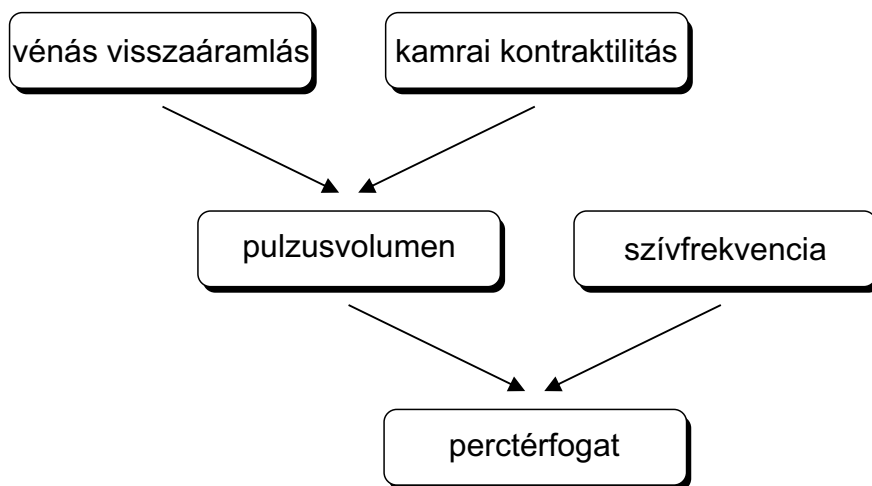 vénás visszaáramlás
kamrai kontraktilitás
pulzusvolumen
szívfrekvencia
perctérfogat